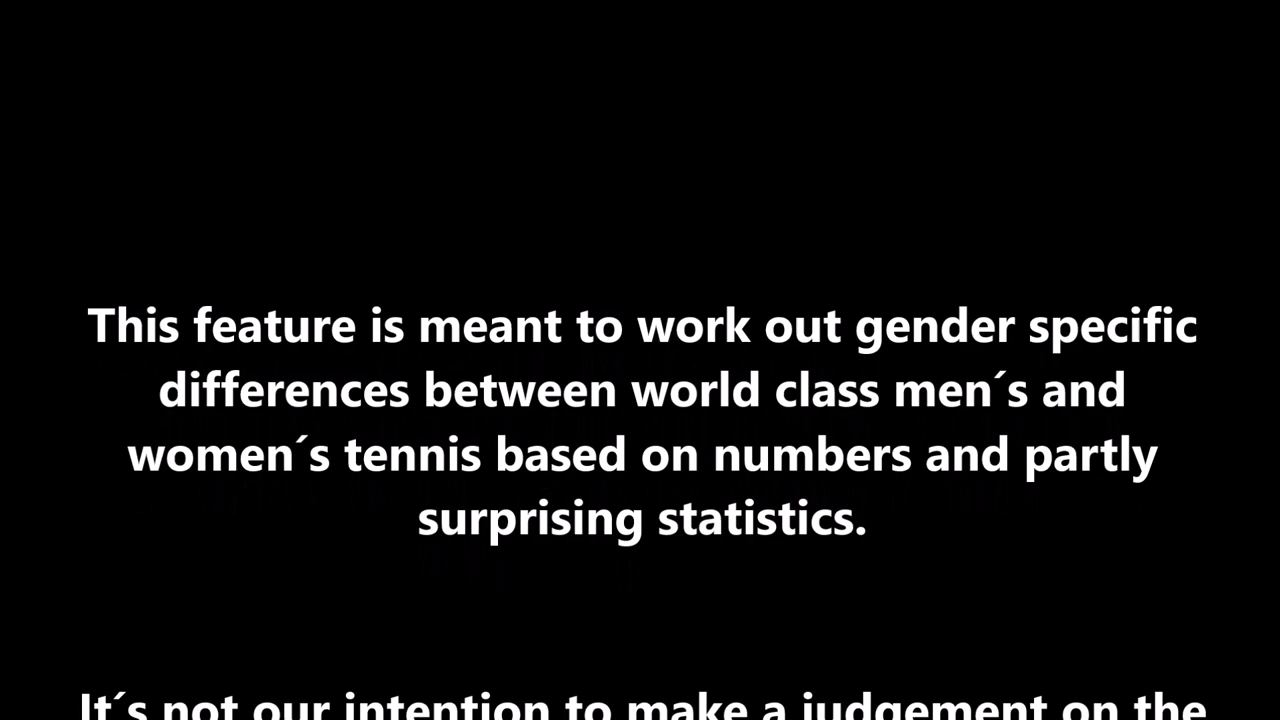 This feature is meant to work out gender specific
differences between world class men´s and
women´s tennis based on numbers and partly
surprising statistics.
It´s not our intention to make a judgement on the